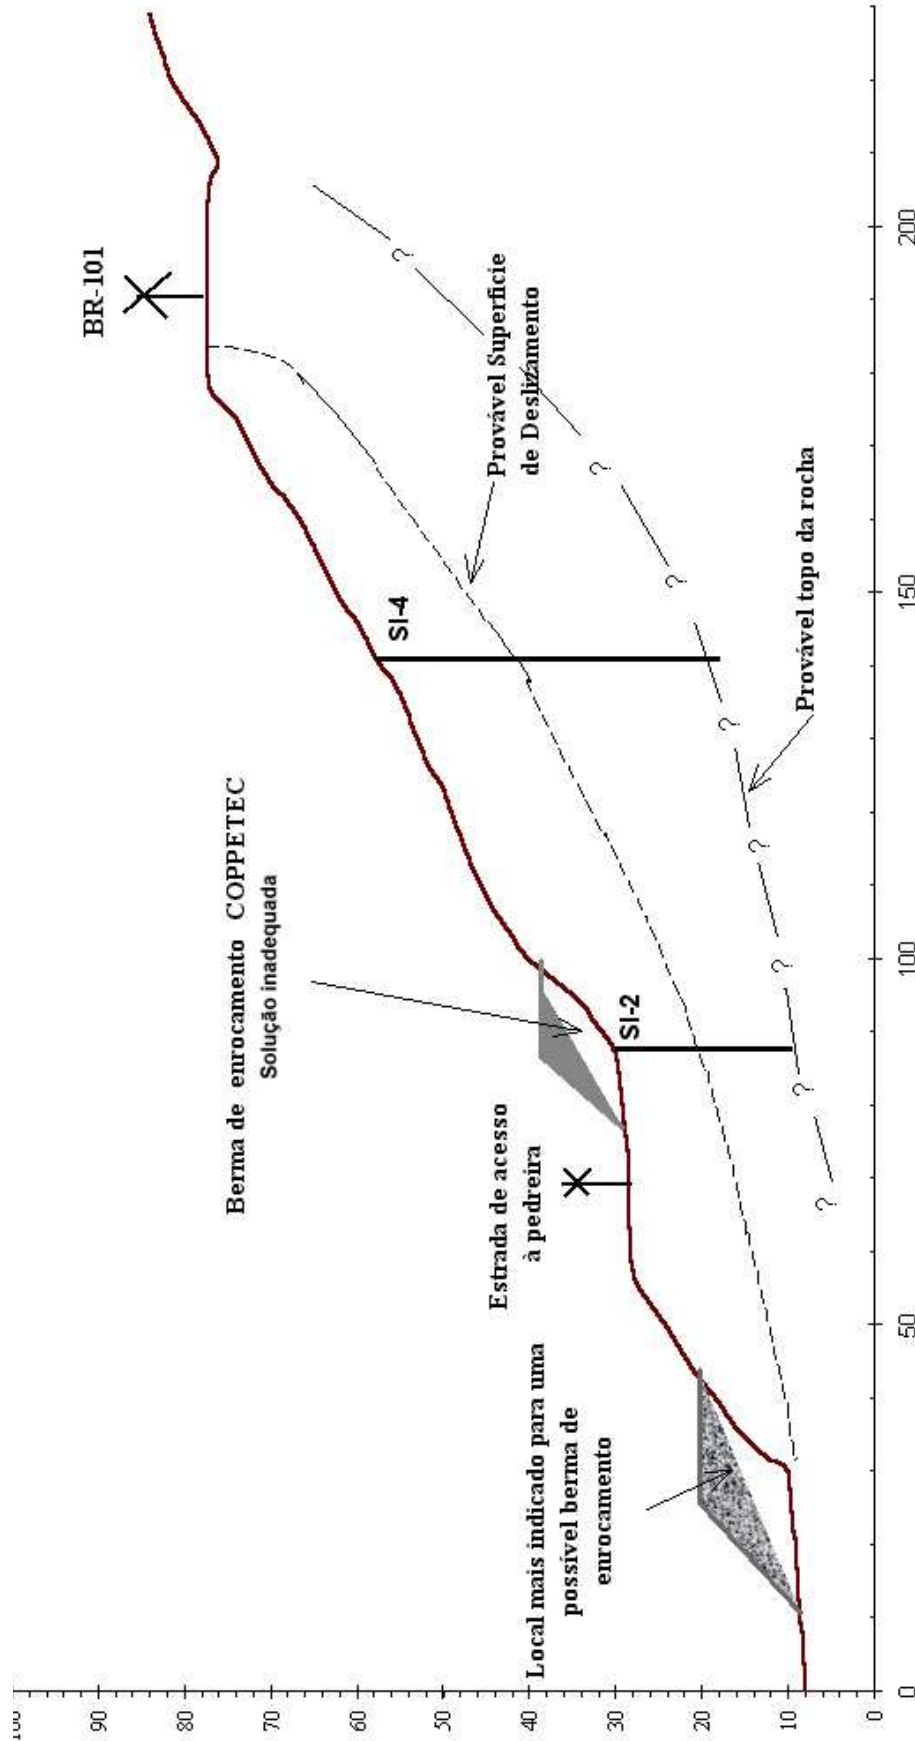 BR-101
Berma de enrocamento COPPETEC
Solução inadequada
SI-4
Provável Superfície
de Deslizamento
Estrada de acesso
à pedreira
SI-2
Local mais indicado para uma
possível berma de
enrocamento
Provável topo da rocha
?
?
?
?
?
?
?
?
100
90
80
70
60
50
40
30
20
10
0
0
50
100
150
200